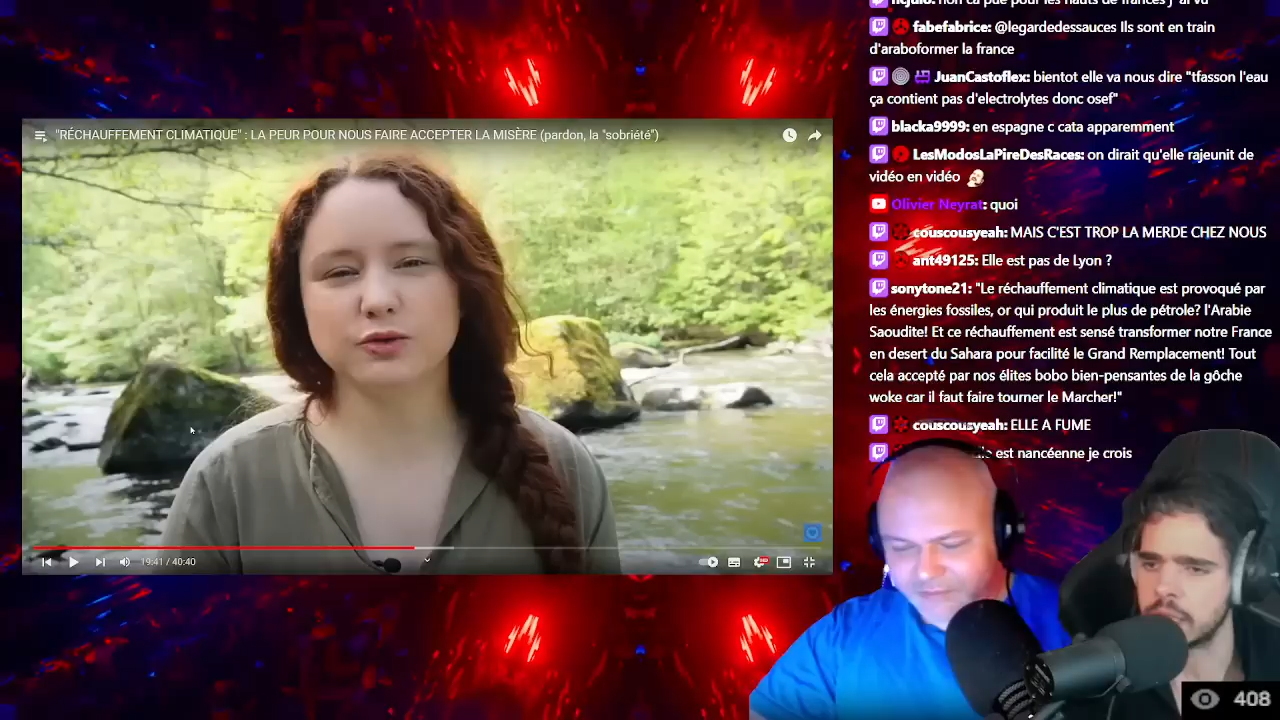 "RÉCHAUFFEMENT CLIMATIQUE" : LA PEUR POUR NOUS FAIRE ACCEPTER LA MISÈRE (pardon, la "sobriété")
19:41 / 40:40
fabefabrice: @legardedessauces Ils sont en train
d'araboformer la france
JuanCastoflex: bientot elle va nous dire "tfasson l'eau
ça contient pas d'electrolytes donc osef"
blacka9999: en espagne c cata apparemment
LesModosLaPireDesRaces: on dirait qu'elle rajeunit de
vidéo en vidéo
Olivier Neyrat: quoi
couscousyeah: MAIS C'EST TROP LA MERDE CHEZ NOUS
ant49125: Elle est pas de Lyon ?
sonytone21: "Le réchauffement climatique est provoqué par
les énergies fossiles, or qui produit le plus de pétrole? l'Arabie
Saoudite! Et ce réchauffement est sensé transformer notre France
en desert du Sahara pour facilité le Grand Remplacement! Tout
cela accepté par nos élites bobo bien-pensantes de la gôche
woke car il faut faire tourner le Marcher!"
couscousyeah: ELLE A FUME
est nancéenne je crois
408